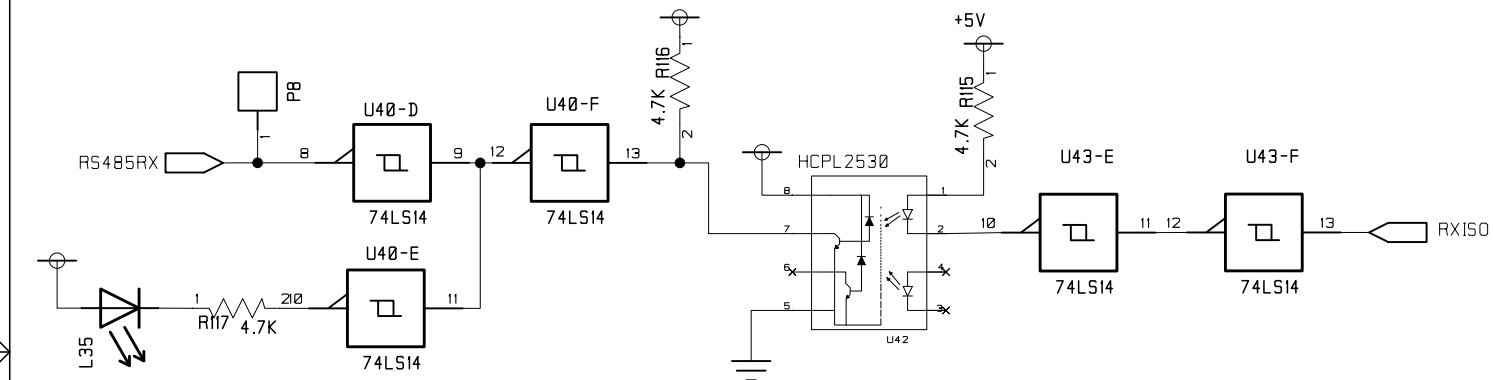 +5V
1
R116
4.7K
2
1
R115
4.7K
2
P8
1
U40-D
U40-F
RS485RX
8
9
12
13
74LS14
74LS14
HCPL2530
8
7
6
5
1
2
4
3
U42
U43-E
U43-F
10
11
12
13
RXISO
74LS14
74LS14
U40-E
1
2
10
11
R117
4.7K
74LS14
L35